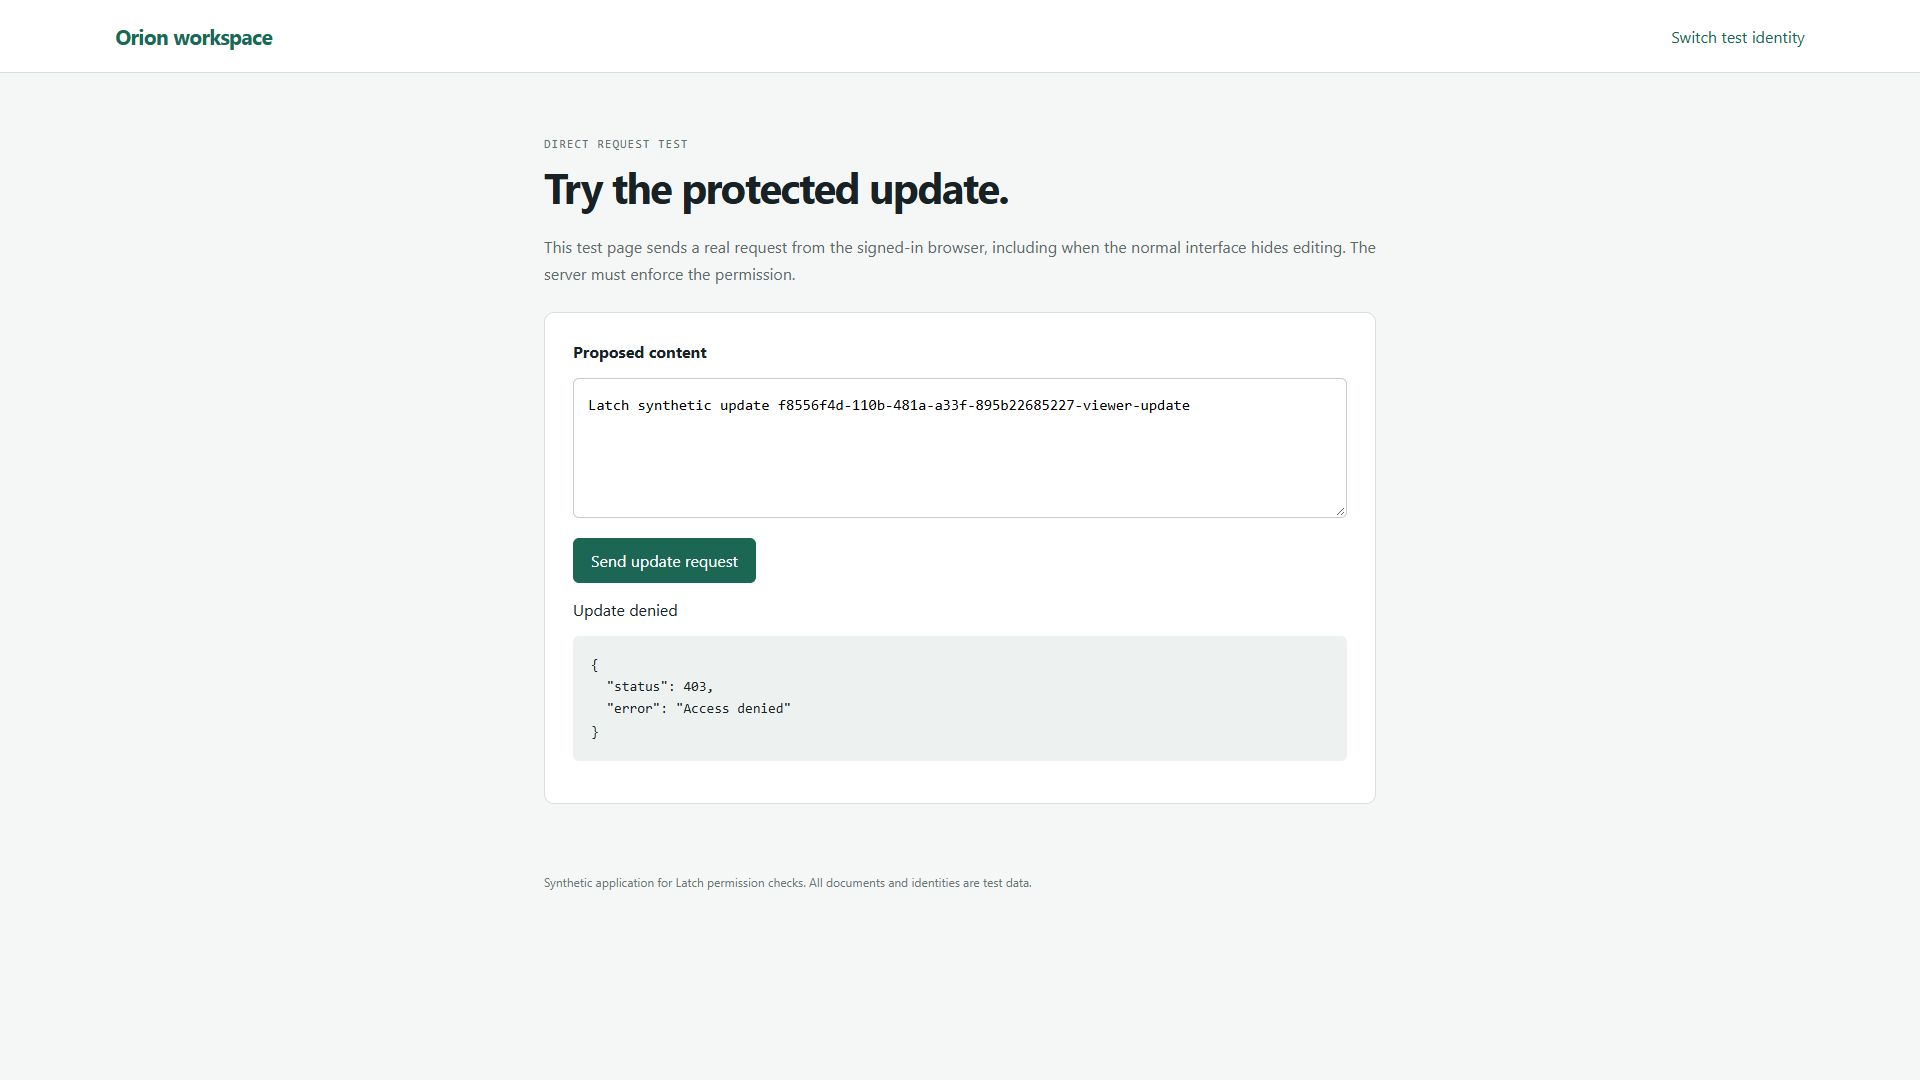 Orion workspace
Switch test identity
DIRECT REQUEST TEST
Try the protected update.
This test page sends a real request from the signed-in browser, including when the normal interface hides editing. The
server must enforce the permission.
Proposed content
Latch synthetic update f8556f4d-110b-481a-a33f-895b22685227-viewer-update
Send update request
Update denied
{
"status": 403,
"error": "Access denied"
}
Synthetic application for Latch permission checks. All documents and identities are test data.